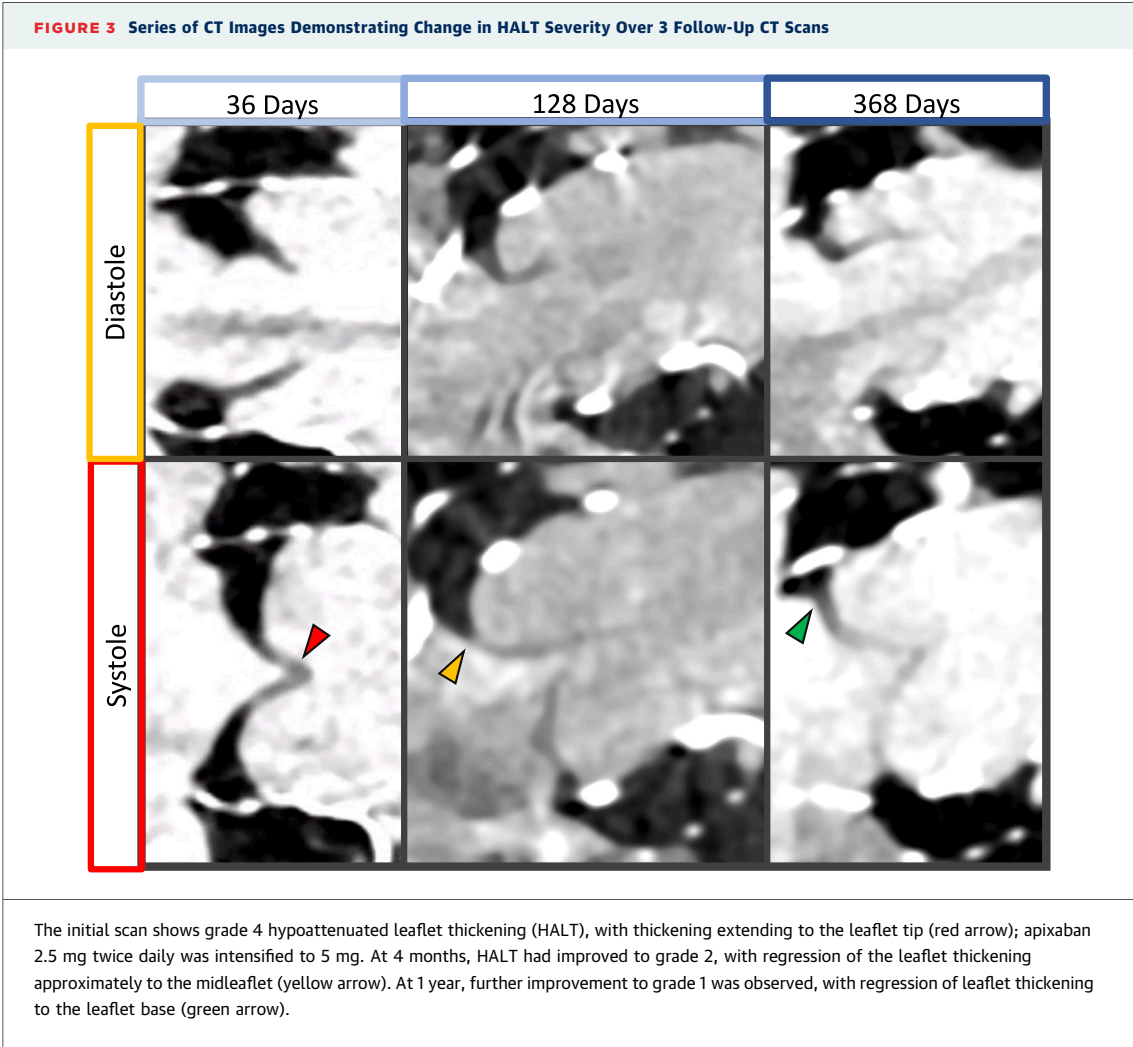 FIGURE 3 Series of CT Images Demonstrating Change in HALT Severity Over 3 Follow-Up CT Scans
36 Days
128 Days
368 Days
Diastole
Systole
The initial scan shows grade 4 hypoattenuated leaflet thickening (HALT), with thickening extending to the leaflet tip (red arrow); apixaban
2.5 mg twice daily was intensified to 5 mg. At 4 months, HALT had improved to grade 2, with regression of the leaflet thickening
approximately to the midleaflet (yellow arrow). At 1 year, further improvement to grade 1 was observed, with regression of leaflet thickening
to the leaflet base (green arrow).